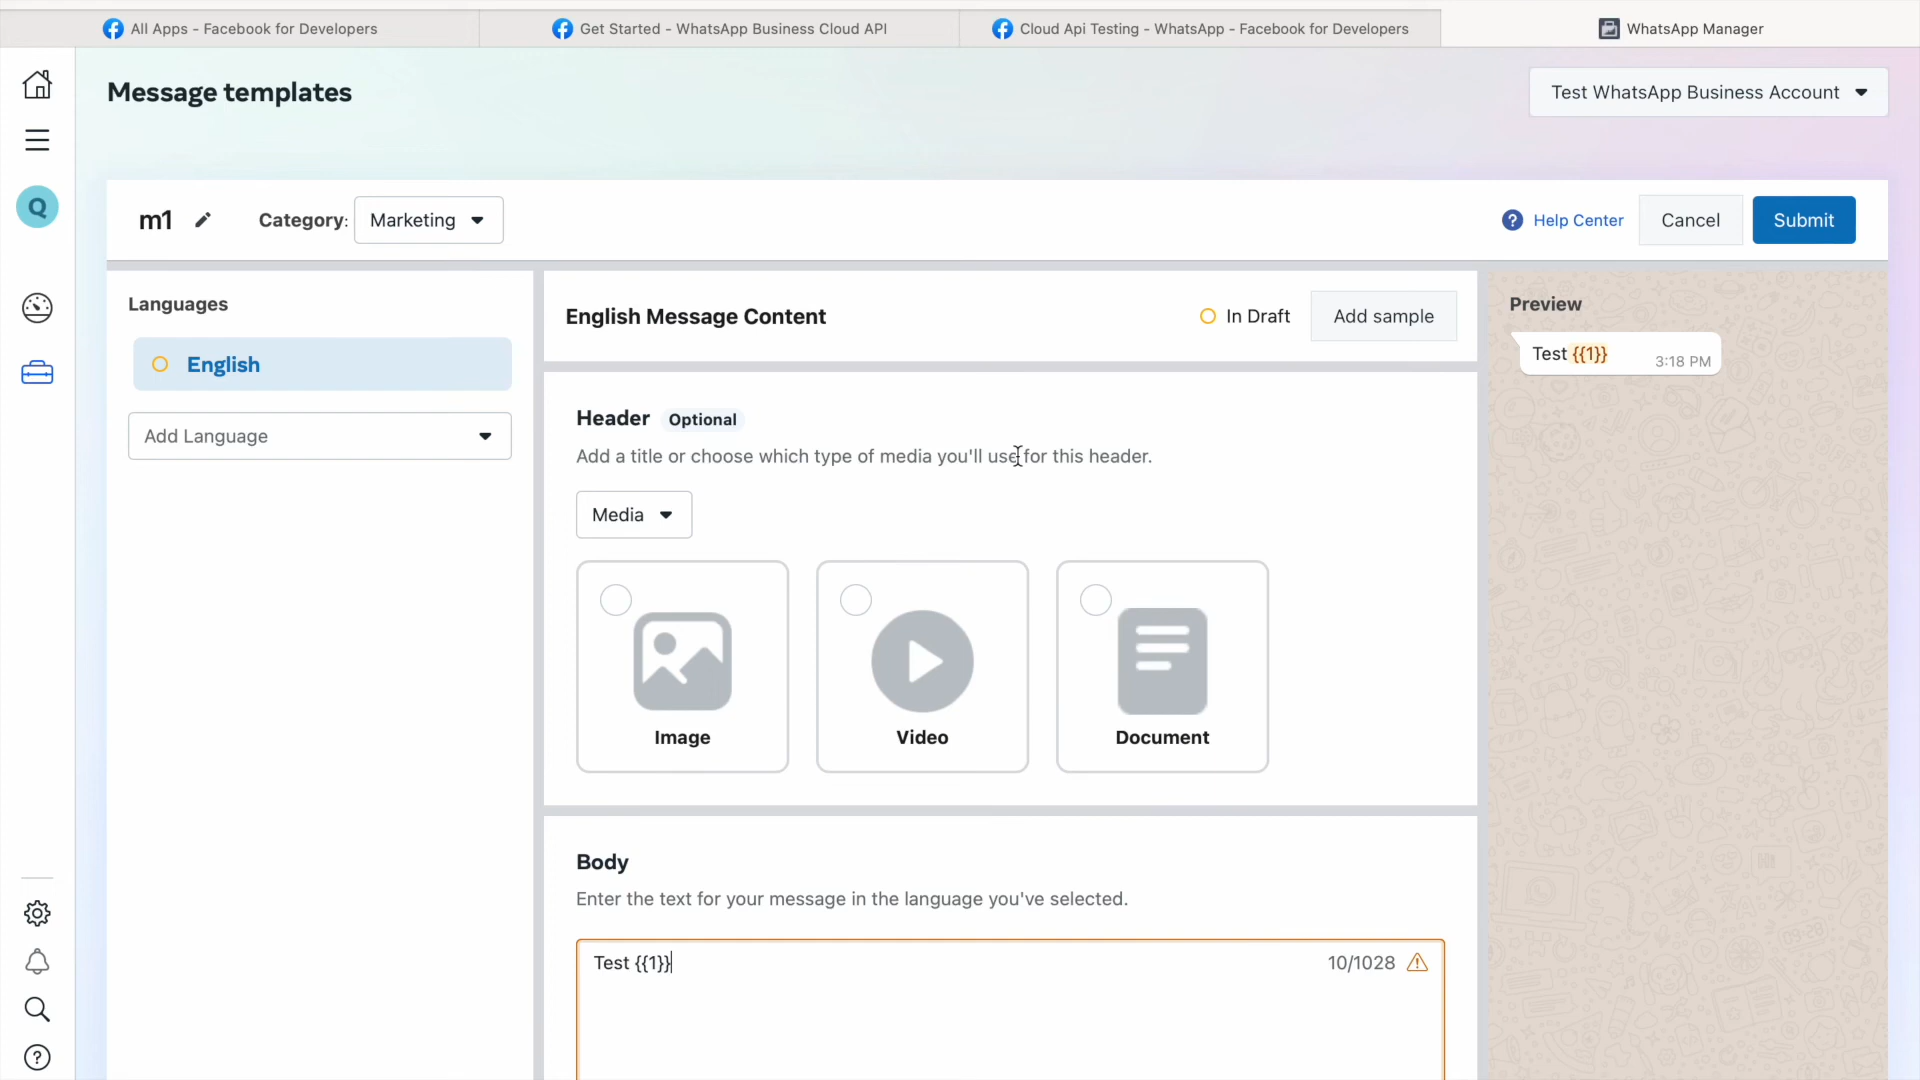 All Apps - Facebook for Developers
Get Started - WhatsApp Business Cloud API
Cloud Api Testing - WhatsApp - Facebook for Developers
WhatsApp Manager
Message templates
Test WhatsApp Business Account
Q
m1
Category:
Marketing
Help Center
Cancel
Submit
Languages
English
Add Language
English Message Content
In Draft
Add sample
Header
Optional
Add a title or choose which type of media you'll use for this header.
Media
Image
Video
Document
Body
Enter the text for your message in the language you've selected.
Test {{1}}
10/1028
Preview
Test {{1}}
3:18 PM